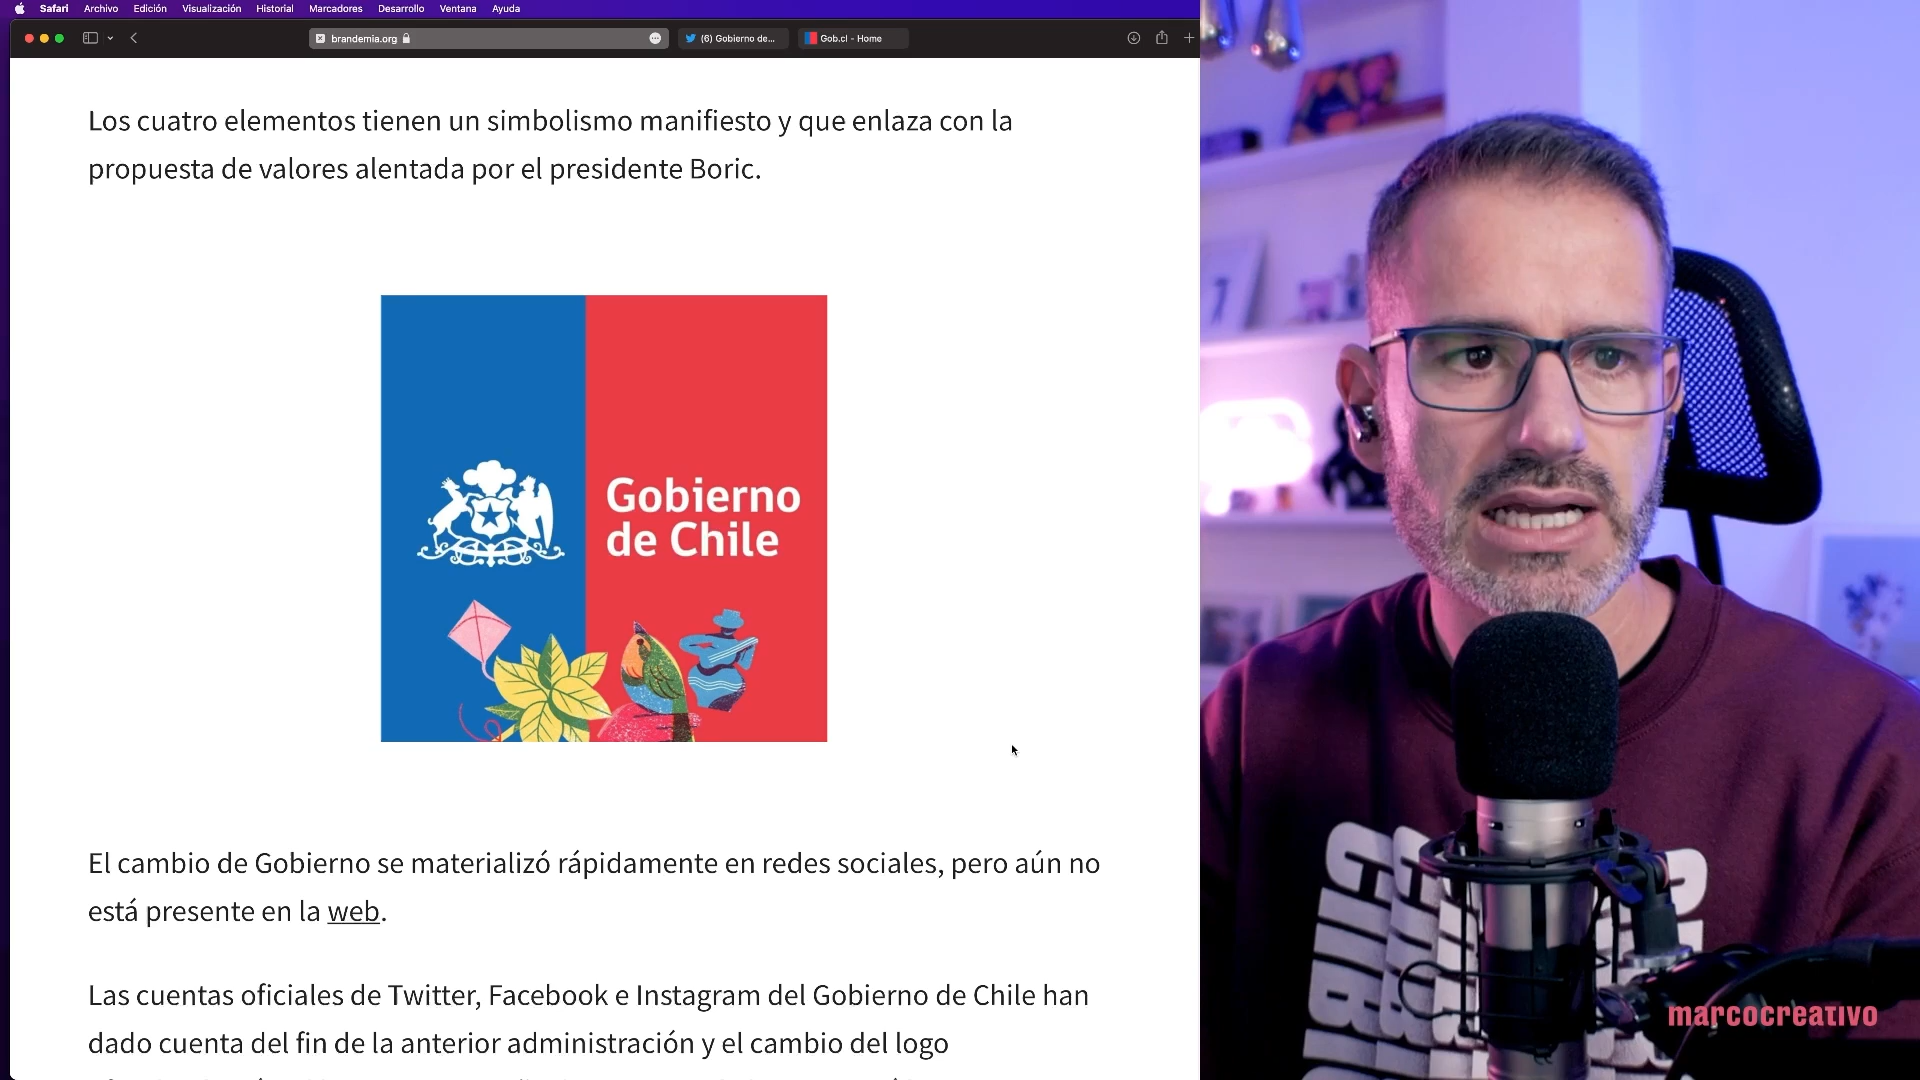 Safari Archivo Edición Visualización Historial Marcadores Desarrollo Ventana Ayuda
brandemia.org (6) Gobierno de... Gob.cl - Home
Los cuatro elementos tienen un simbolismo manifiesto y que enlaza con la
propuesta de valores alentada por el presidente Boric.
Gobierno
de Chile
El cambio de Gobierno se materializó rápidamente en redes sociales, pero aún no
está presente en la web.
Las cuentas oficiales de Twitter, Facebook e Instagram del Gobierno de Chile han
dado cuenta del fin de la anterior administración y el cambio del logo
marcocreativo